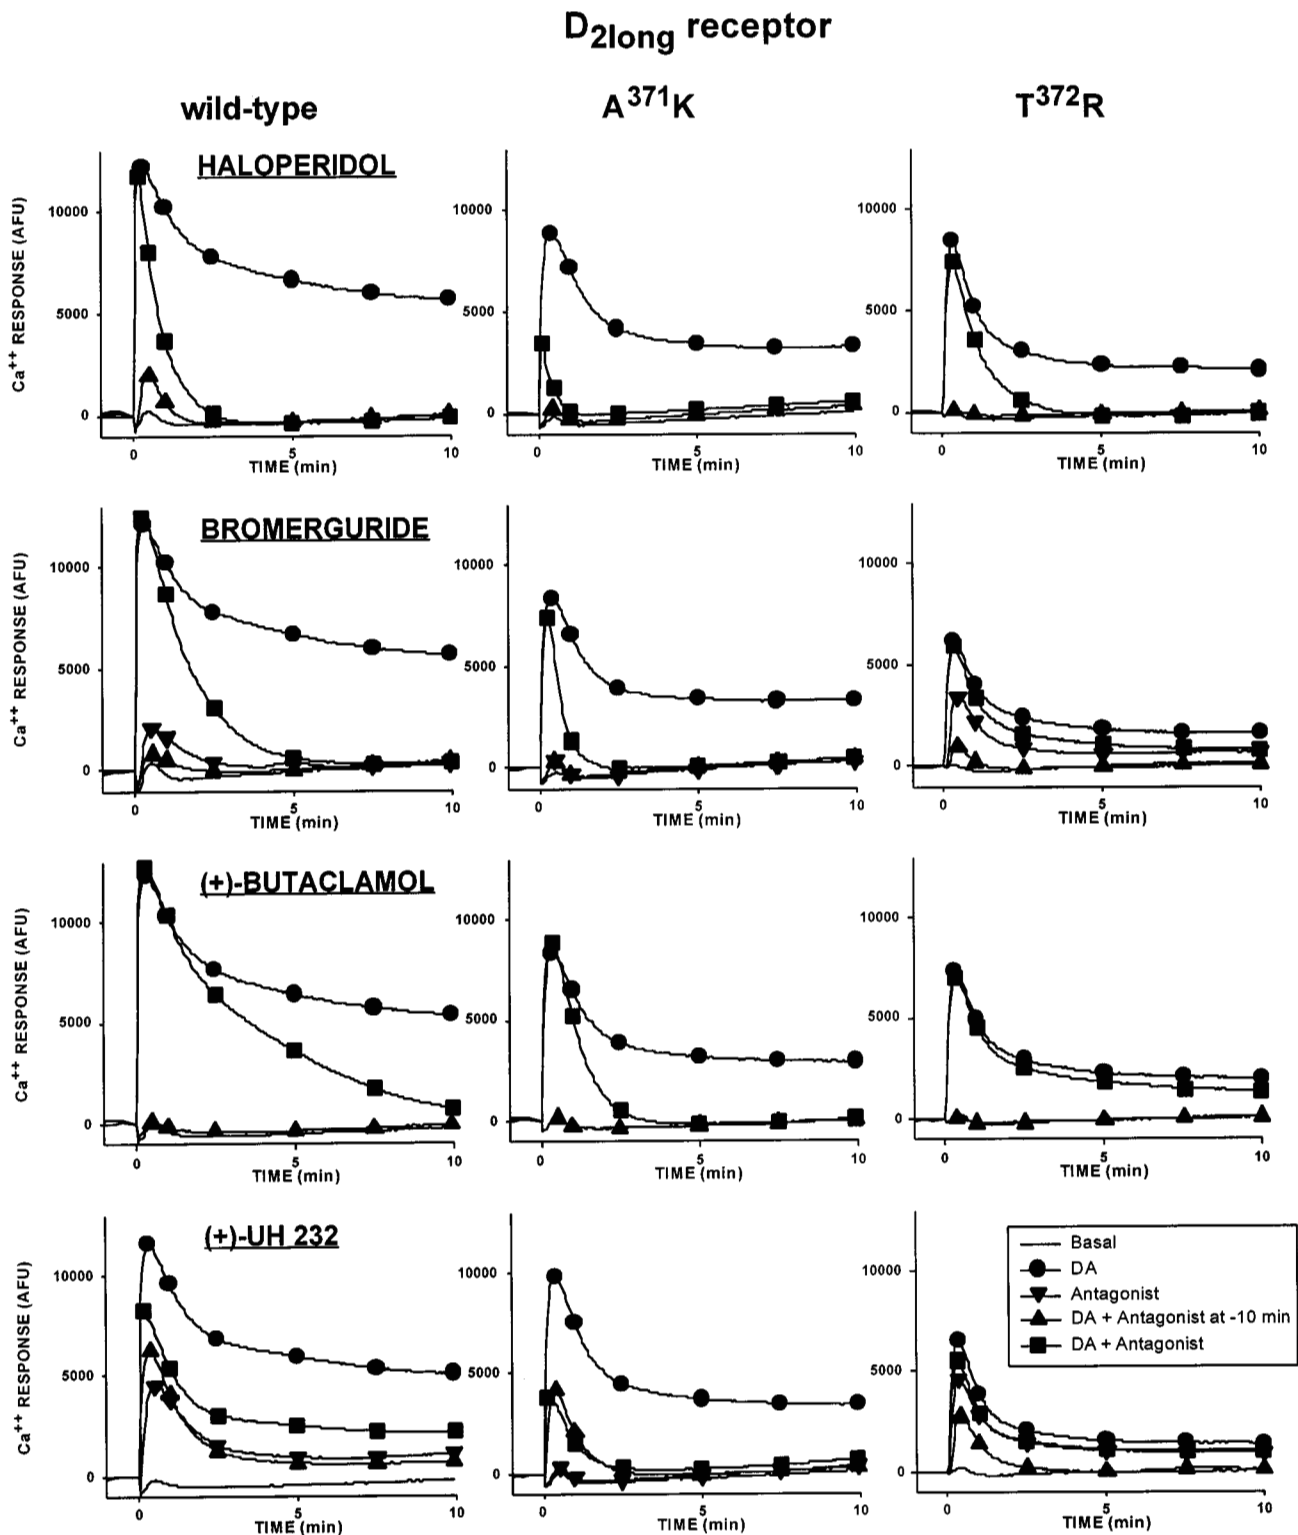 D2long receptor
wild-type A371K T372R
HALOPERIDOL
Ca++ RESPONSE (AFU)
10000 10000 10000
5000 5000 5000
0 0 0
0 5 10 0 5 10 0 5 10
TIME (min) TIME (min) TIME (min)
BROMERGURIDE
Ca++ RESPONSE (AFU)
10000 10000 10000
5000 5000 5000
0 0 0
0 5 10 0 5 10 0 5 10
TIME (min) TIME (min) TIME (min)
(+)-BUTACLAMOL
Ca++ RESPONSE (AFU)
10000 10000 10000
5000 5000 5000
0 0 0
0 5 10 0 5 10 0 5 10
TIME (min) TIME (min) TIME (min)
(+)-UH 232
Ca++ RESPONSE (AFU)
10000 10000 10000
5000 5000 5000
0 0 0
0 5 10 0 5 10 0 5 10
TIME (min) TIME (min) TIME (min)
Basal
DA
Antagonist
DA + Antagonist at -10 min
DA + Antagonist